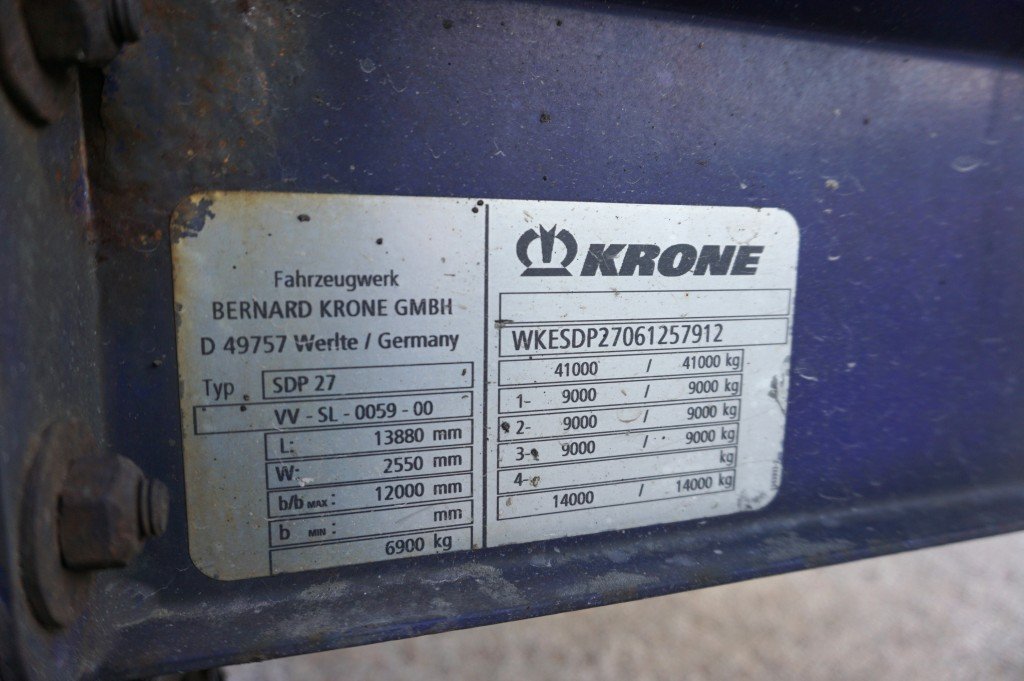 Fahrzeugwerk
BERNARD KRONE GMBH
D 49757 Werlte / Germany
Typ SDP 27
VV - SL - 0059 - 00
L: 13880 mm
W: 2550 mm
b/b MAX : 12000 mm
b MIN : mm
6900 kg
KRONE
WKESDP27061257912
41000 / 41000 kg
1- 9000 / 9000 kg
2- 9000 / 9000 kg
3- 9000 / 9000 kg
4- kg
14000 / 14000 kg